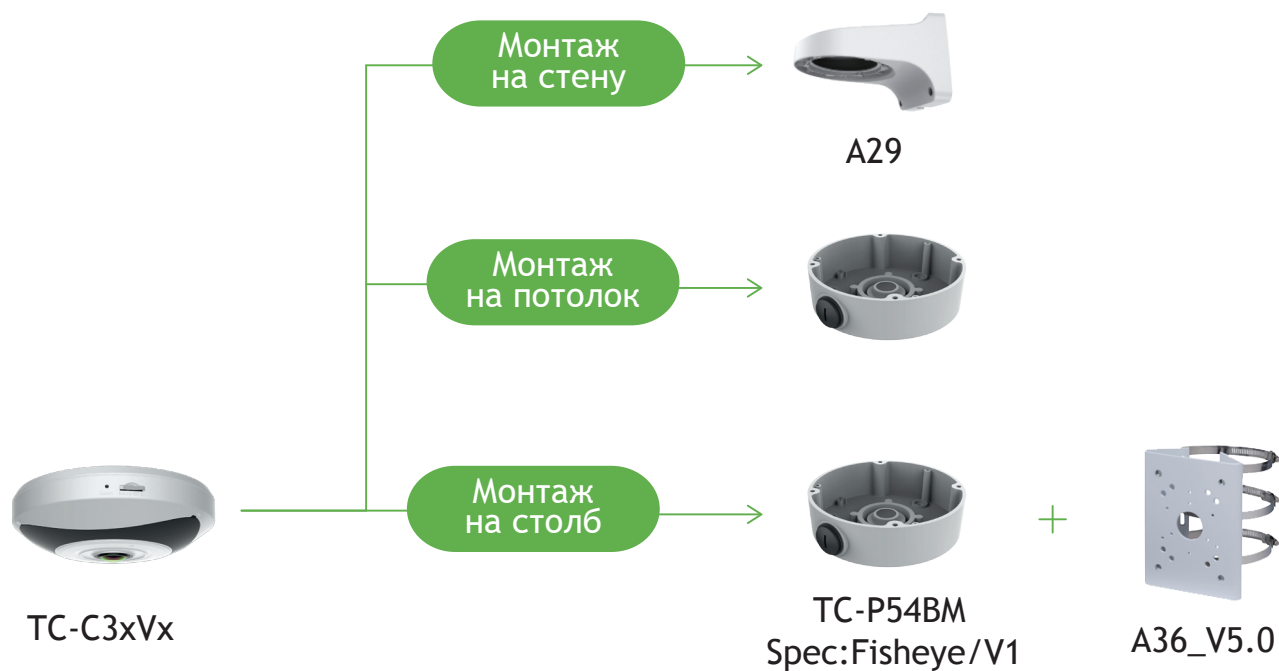 Монтаж
на стену
A29
Монтаж
на потолок
Монтаж
на столб
TC-C3xVx
TC-P54BM
Spec:Fisheye/V1
A36_V5.0